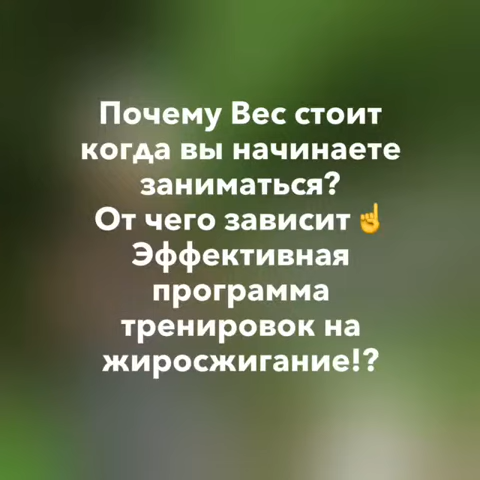 Почему Вес стоит
когда вы начинаете
заниматься?
От чего зависит☝️
Эффективная
программа
тренировок на
жиросжигание!?